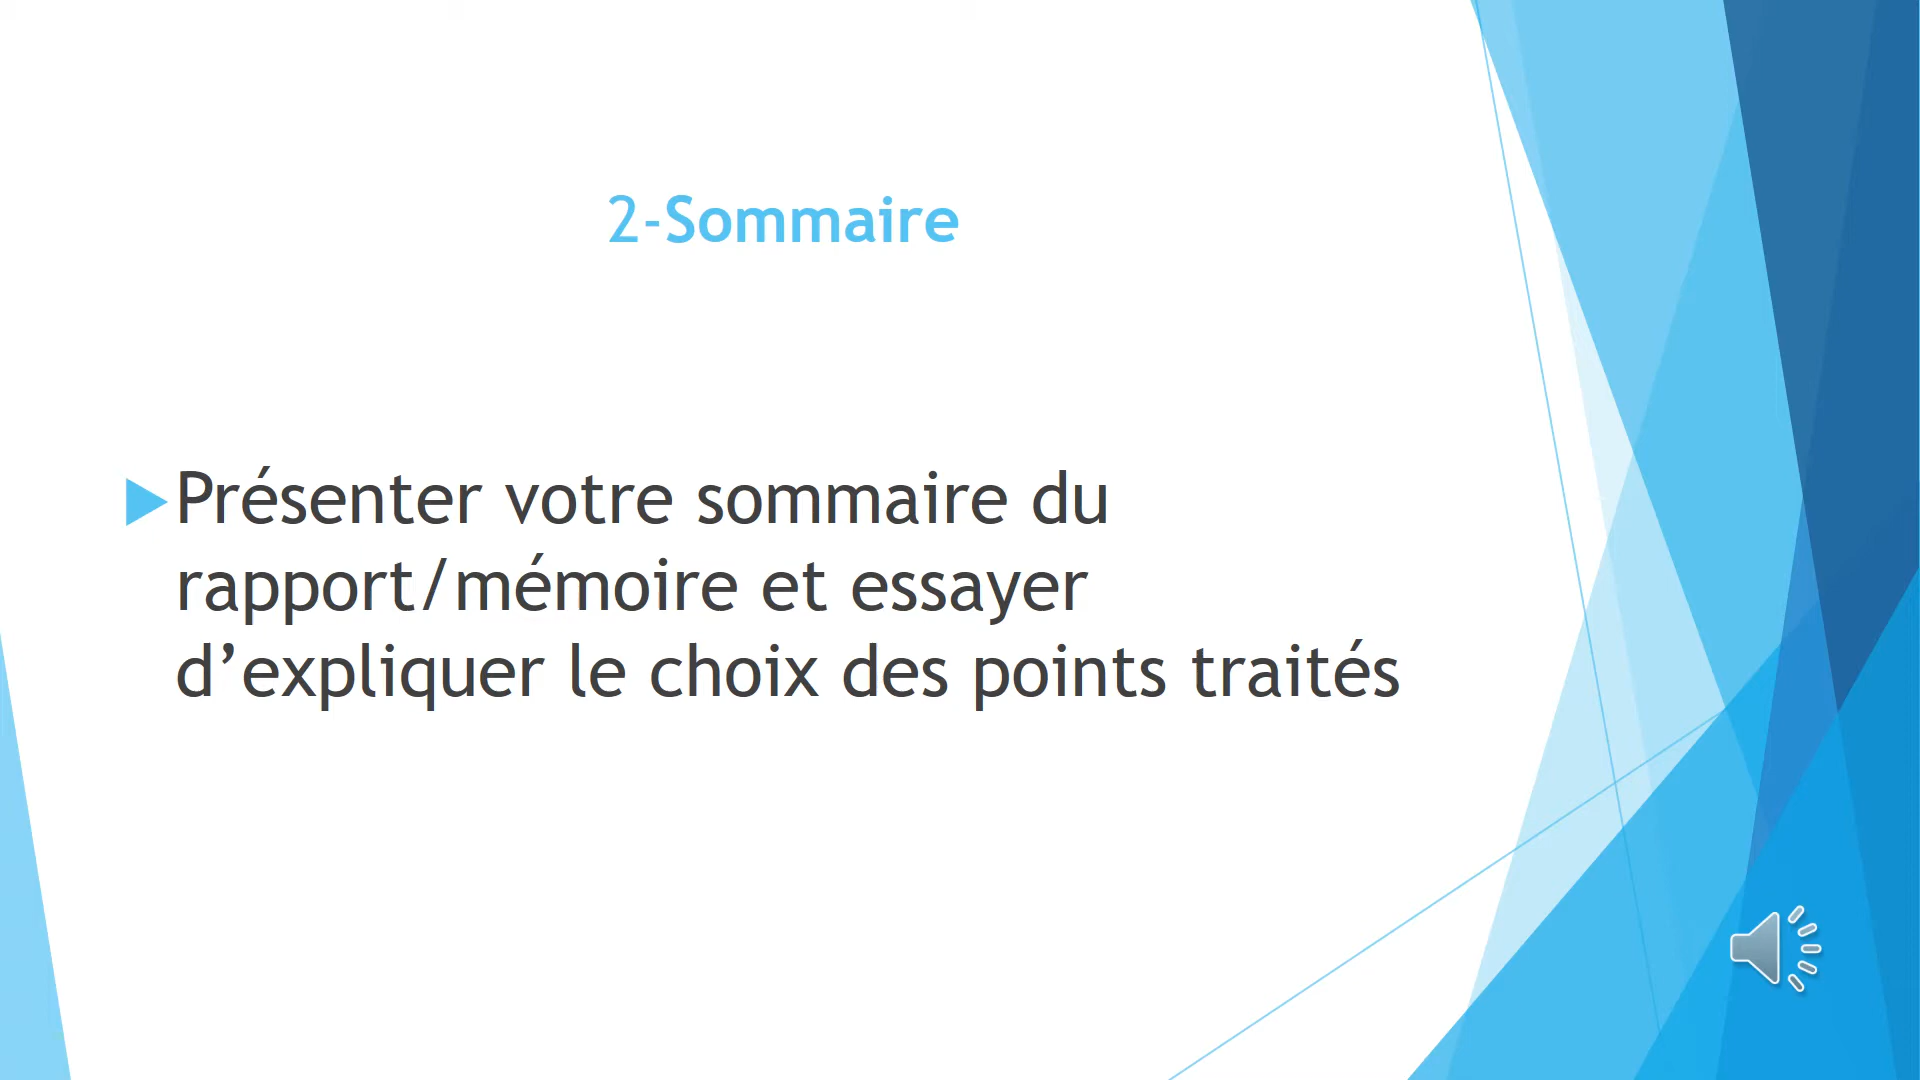 2-Sommaire
Présenter votre sommaire du
rapport/mémoire et essayer
d’expliquer le choix des points traités